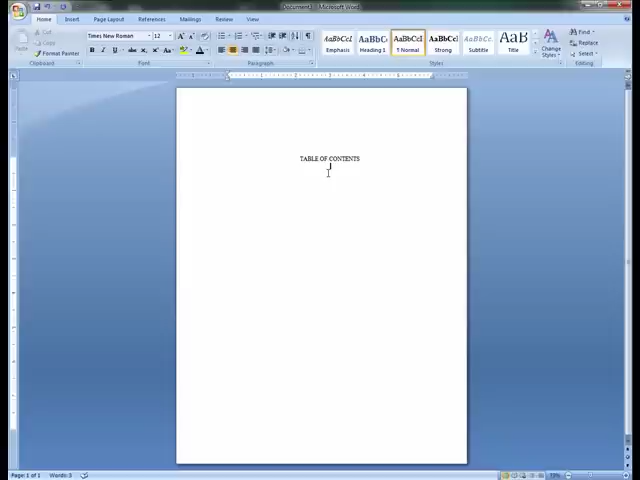 Document3 - Microsoft Word
Home Insert Page Layout References Mailings Review View
Paste
Cut
Copy
Format Painter
Clipboard
Times New Roman 12
Font
Paragraph
AaBbCcI AaBbC AaBbCcI AaBbCc AaBbCc. AaB
Emphasis Heading 1 ¶ Normal Strong Subtitle Title
Change Styles
Styles
Find
Replace
Select
Editing
TABLE OF CONTENTS
Page: 1 of 1 Words: 3